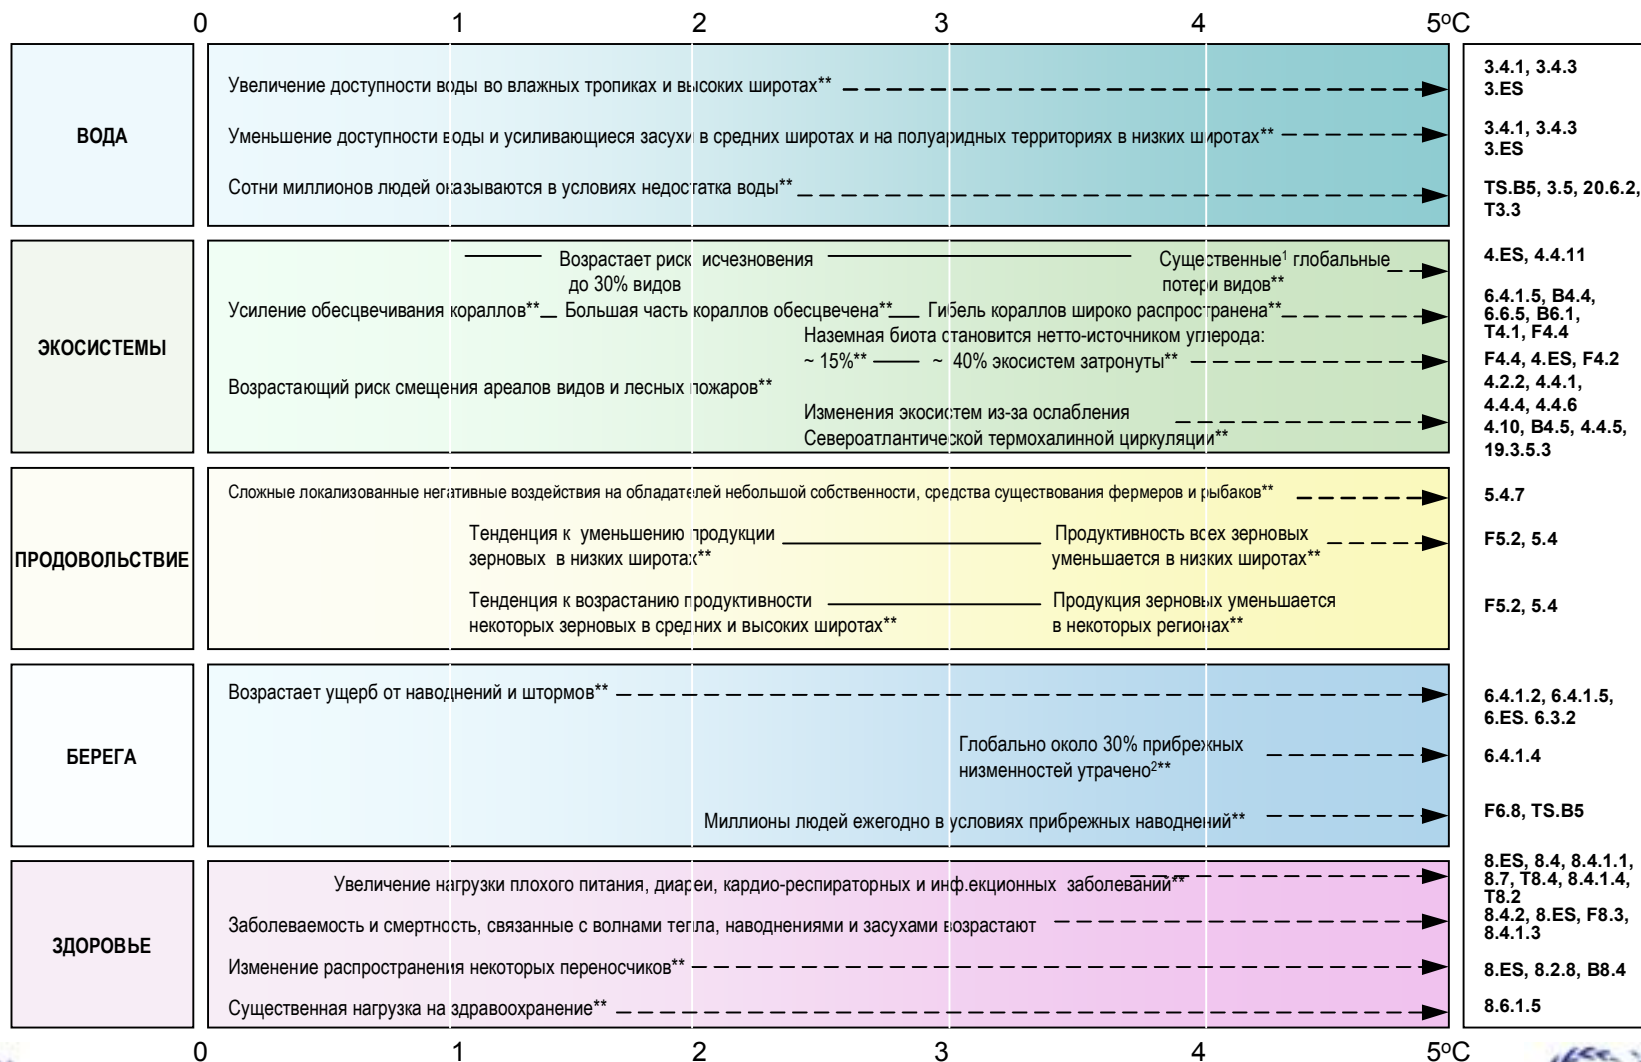 0 1 2 3 4 5ºC
ВОДА
Увеличение доступности воды во влажных тропиках и высоких широтах**
3.4.1, 3.4.3
3.ES
Уменьшение доступности воды и усиливающиеся засухи в средних широтах и на полуаридных территориях в низких широтах**
3.4.1, 3.4.3
3.ES
Сотни миллионов людей оказываются в условиях недостатка воды**
TS.B5, 3.5, 20.6.2,
T3.3
ЭКОСИСТЕМЫ
Возрастает риск исчезновения
до 30% видов
Существенные¹ глобальные
потери видов**
4.ES, 4.4.11
Усиление обесцвечивания кораллов** Большая часть кораллов обесцвечена** Гибель кораллов широко распространена**
6.4.1.5, B4.4,
6.6.5, B6.1,
T4.1, F4.4
Наземная биота становится нетто-источником углерода:
~ 15%** ~ 40% экосистем затронуты**
F4.4, 4.ES, F4.2
Возрастающий риск смещения ареалов видов и лесных пожаров**
4.2.2, 4.4.1,
4.4.4, 4.4.6
Изменения экосистем из-за ослабления
Североатлантической термохалинной циркуляции**
4.10, B4.5, 4.4.5,
19.3.5.3
ПРОДОВОЛЬСТВИЕ
Сложные локализованные негативные воздействия на обладателей небольшой собственности, средства существования фермеров и рыбаков**
5.4.7
Тенденция к уменьшению продукции
зерновых в низких широтах**
Продуктивность всех зерновых
уменьшается в низких широтах**
F5.2, 5.4
Тенденция к возрастанию продуктивности
некоторых зерновых в средних и высоких широтах**
Продукция зерновых уменьшается
в некоторых регионах**
F5.2, 5.4
БЕРЕГА
Возрастает ущерб от наводнений и штормов**
6.4.1.2, 6.4.1.5,
6.ES. 6.3.2
Глобально около 30% прибрежных
низменностей утрачено²**
6.4.1.4
Миллионы людей ежегодно в условиях прибрежных наводнений**
F6.8, TS.B5
ЗДОРОВЬЕ
Увеличение нагрузки плохого питания, диареи, кардио-респираторных и инф.екционных заболеваний**
8.ES, 8.4, 8.4.1.1,
8.7, T8.4, 8.4.1.4,
T8.2
Заболеваемость и смертность, связанные с волнами тепла, наводнениями и засухами возрастают
8.4.2, 8.ES, F8.3,
8.4.1.3
Изменение распространения некоторых переносчиков**
8.ES, 8.2.8, B8.4
Существенная нагрузка на здравоохранение**
8.6.1.5
0 1 2 3 4 5ºC